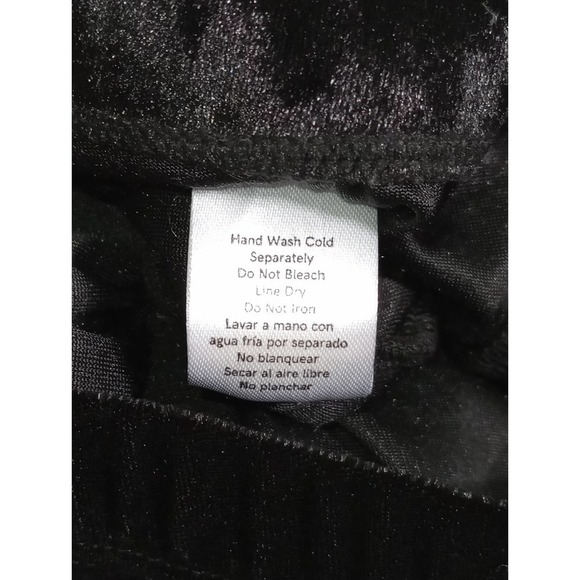 Hand Wash Cold
Separately
Do Not Bleach
Line Dry
Do Not Iron
Lavar a mano con
agua fría por separado
No blanquear
Secar al aire libre
No planchar